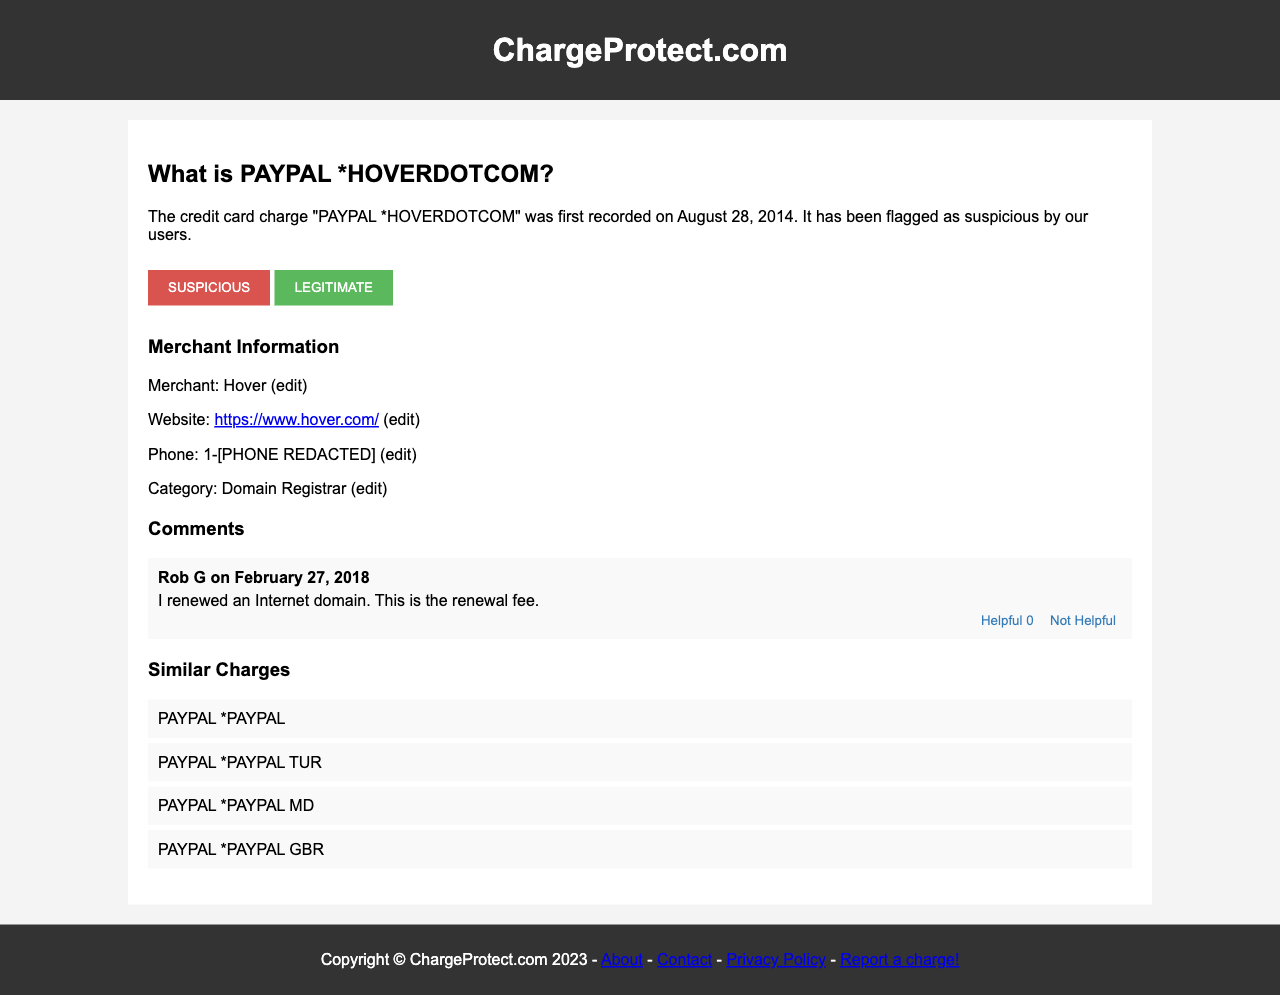 ChargeProtect.com
What is PAYPAL *HOVERDOTCOM?
The credit card charge "PAYPAL *HOVERDOTCOM" was first recorded on August 28, 2014. It has been flagged as suspicious by our
users.
SUSPICIOUS LEGITIMATE
Merchant Information
Merchant: Hover (edit)
Website: https://www.hover.com/ (edit)
Phone: 1-[PHONE REDACTED] (edit)
Category: Domain Registrar (edit)
Comments
Rob G on February 27, 2018
I renewed an Internet domain. This is the renewal fee.
Helpful 0 Not Helpful
Similar Charges
PAYPAL *PAYPAL
PAYPAL *PAYPAL TUR
PAYPAL *PAYPAL MD
PAYPAL *PAYPAL GBR
Copyright © ChargeProtect.com 2023 - About - Contact - Privacy Policy - Report a charge!